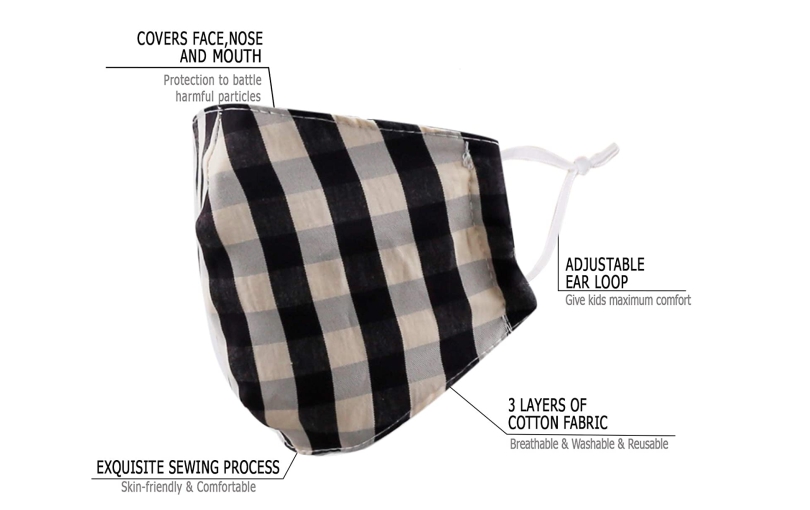 COVERS FACE,NOSE
AND MOUTH
Protection to battle
harmful particles
ADJUSTABLE
EAR LOOP
Give kids maximum comfort
3 LAYERS OF
COTTON FABRIC
Breathable & Washable & Reusable
EXQUISITE SEWING PROCESS
Skin-friendly & Comfortable